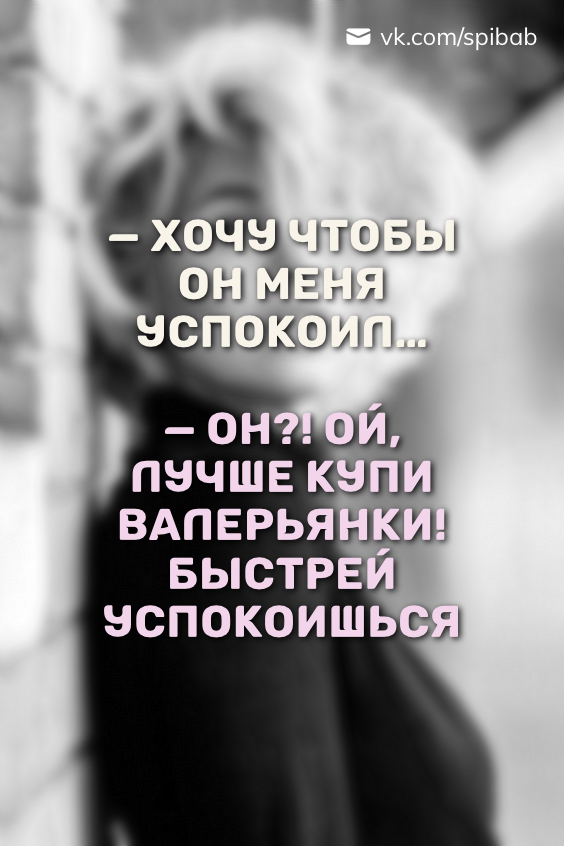 vk.com/spibab
— ХОЧУ ЧТОБЫ
ОН МЕНЯ
УСПОКОИЛ...
— ОН?! ОЙ,
ЛУЧШЕ КУПИ
ВАЛЕРЬЯНКИ!
БЫСТРЕЙ
УСПОКОИШЬСЯ